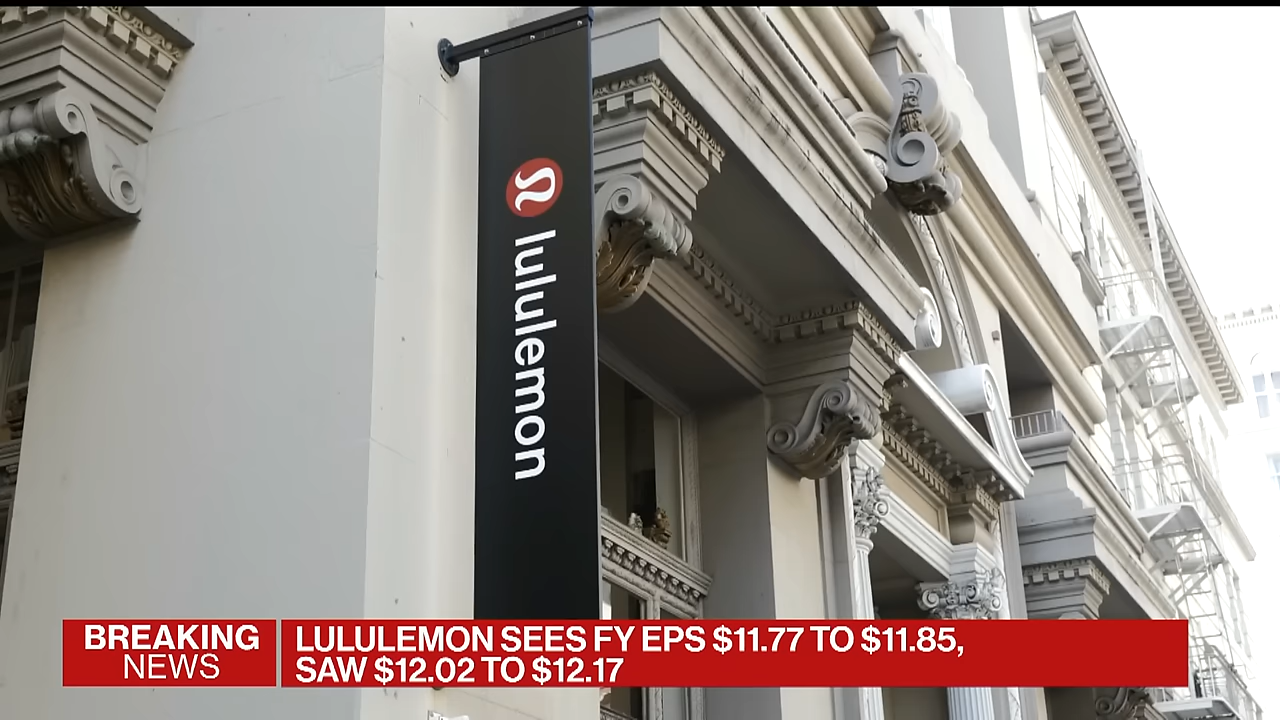 lululemon
BREAKING
NEWS
LULULEMON SEES FY EPS $11.77 TO $11.85,
SAW $12.02 TO $12.17